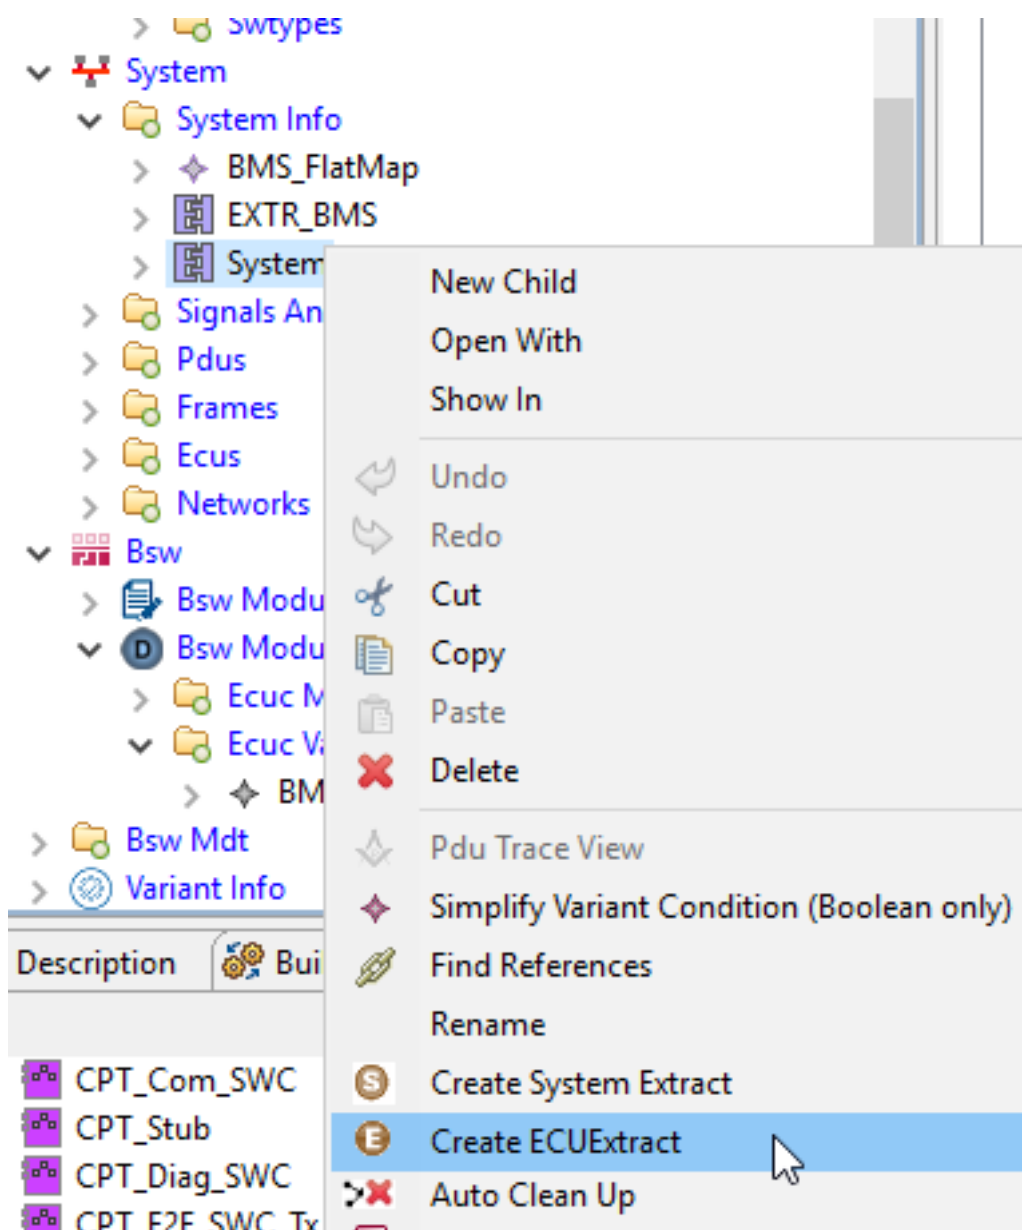 Swtypes
System
System Info
BMS_FlatMap
EXTR_BMS
System
Signals An
Pdus
Frames
Ecus
Networks
Bsw
Bsw Modu
D Bsw Modu
Ecuc M
Ecuc Va
BM
Bsw Mdt
Variant Info
Description Bui
CPT_Com_SWC
CPT_Stub
CPT_Diag_SWC
CPT_E2E_SWC_Tx
New Child
Open With
Show In
Undo
Redo
Cut
Copy
Paste
Delete
Pdu Trace View
Simplify Variant Condition (Boolean only)
Find References
Rename
S Create System Extract
E Create ECUExtract
Auto Clean Up